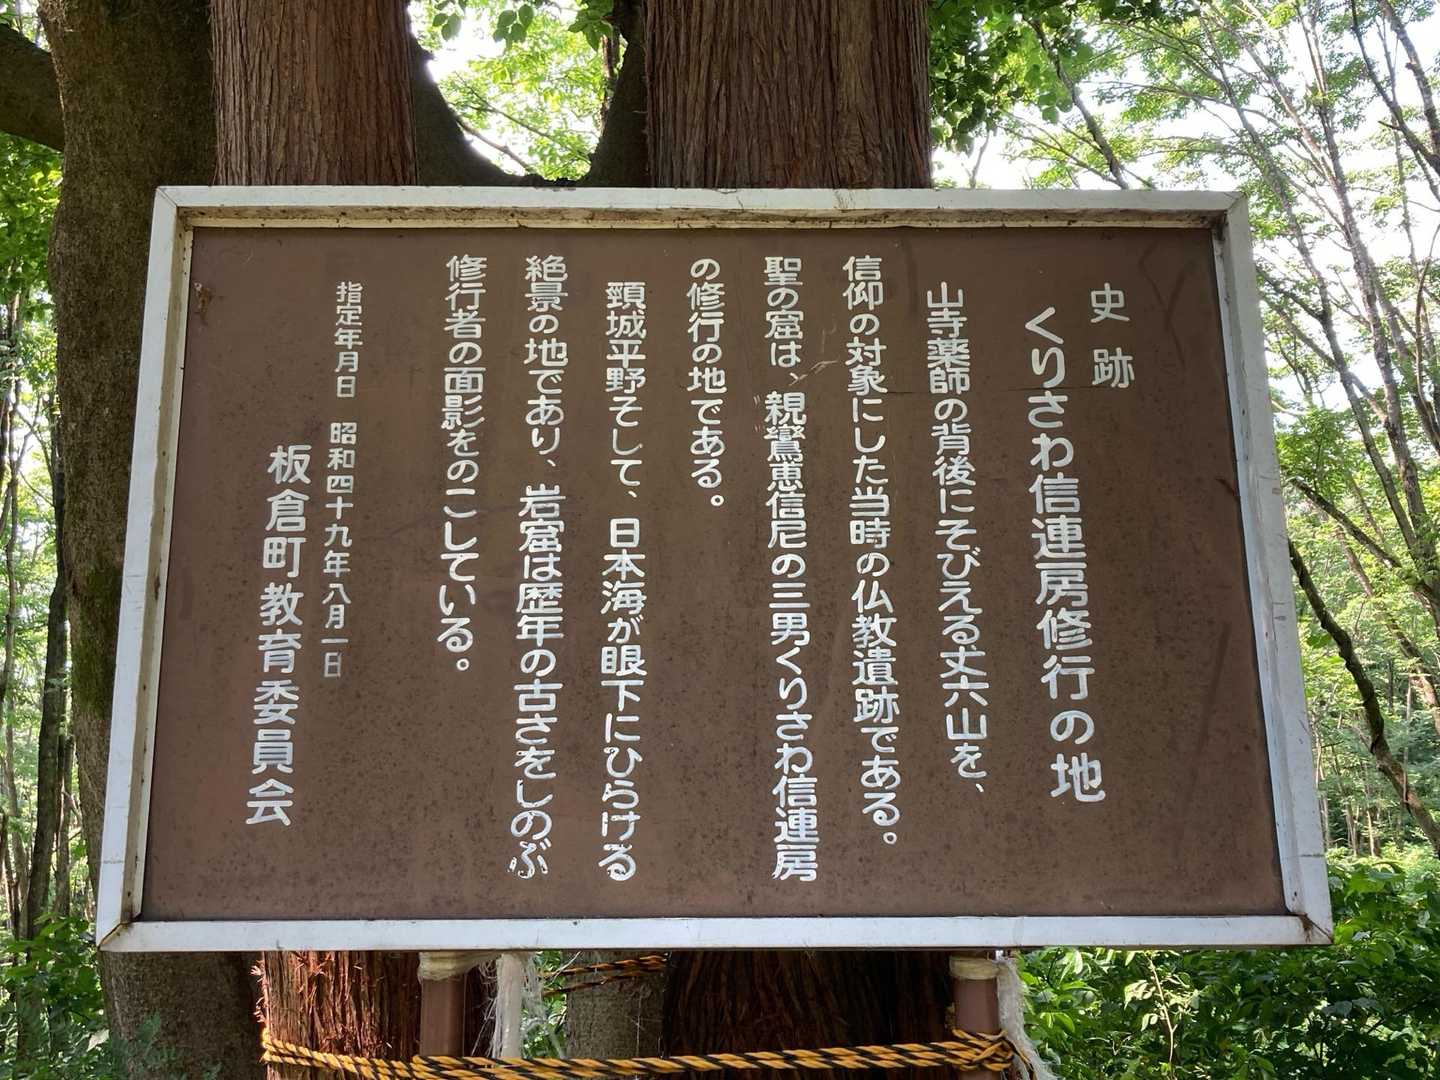 史跡
くりさわ信連房修行の地
山寺薬師の背後にそびえる丈六山を、
信仰の対象にした当時の仏教遺跡である。
聖の窟は、親鸞恵信尼の三男くりさわ信連房
の修行の地である。
頸城平野そして、日本海が眼下にひらける
絶景の地であり、岩窟は歴年の古さをしのぶ
修行者の面影をのこしている。
指定年月日 昭和四十九年八月一日
板倉町教育委員会